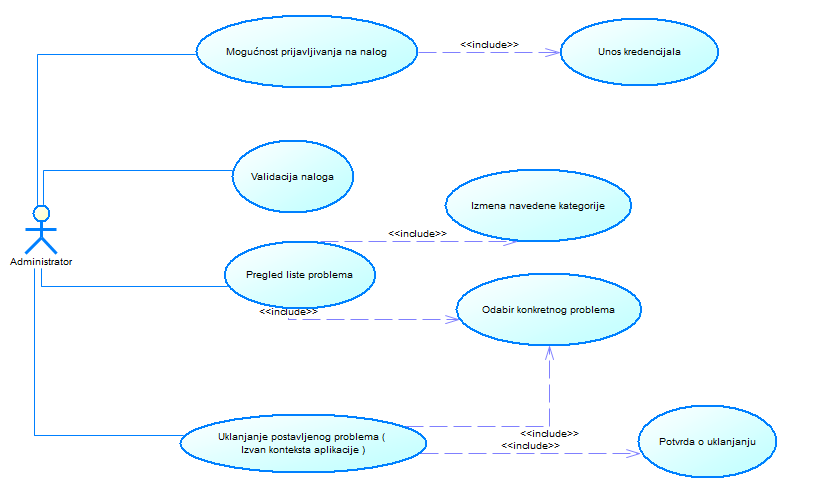 Mogućnost prijavljivanja na nalog
<<include>>
Unos kredencijala
Validacija naloga
Izmena navedene kategorije
<<include>>
Administrator
Pregled liste problema
<<include>>
Odabir konkretnog problema
Uklanjanje postavljenog problema (
Izvan konteksta aplikacije )
<<include>>
<<include>>
Potvrda o uklanjanju